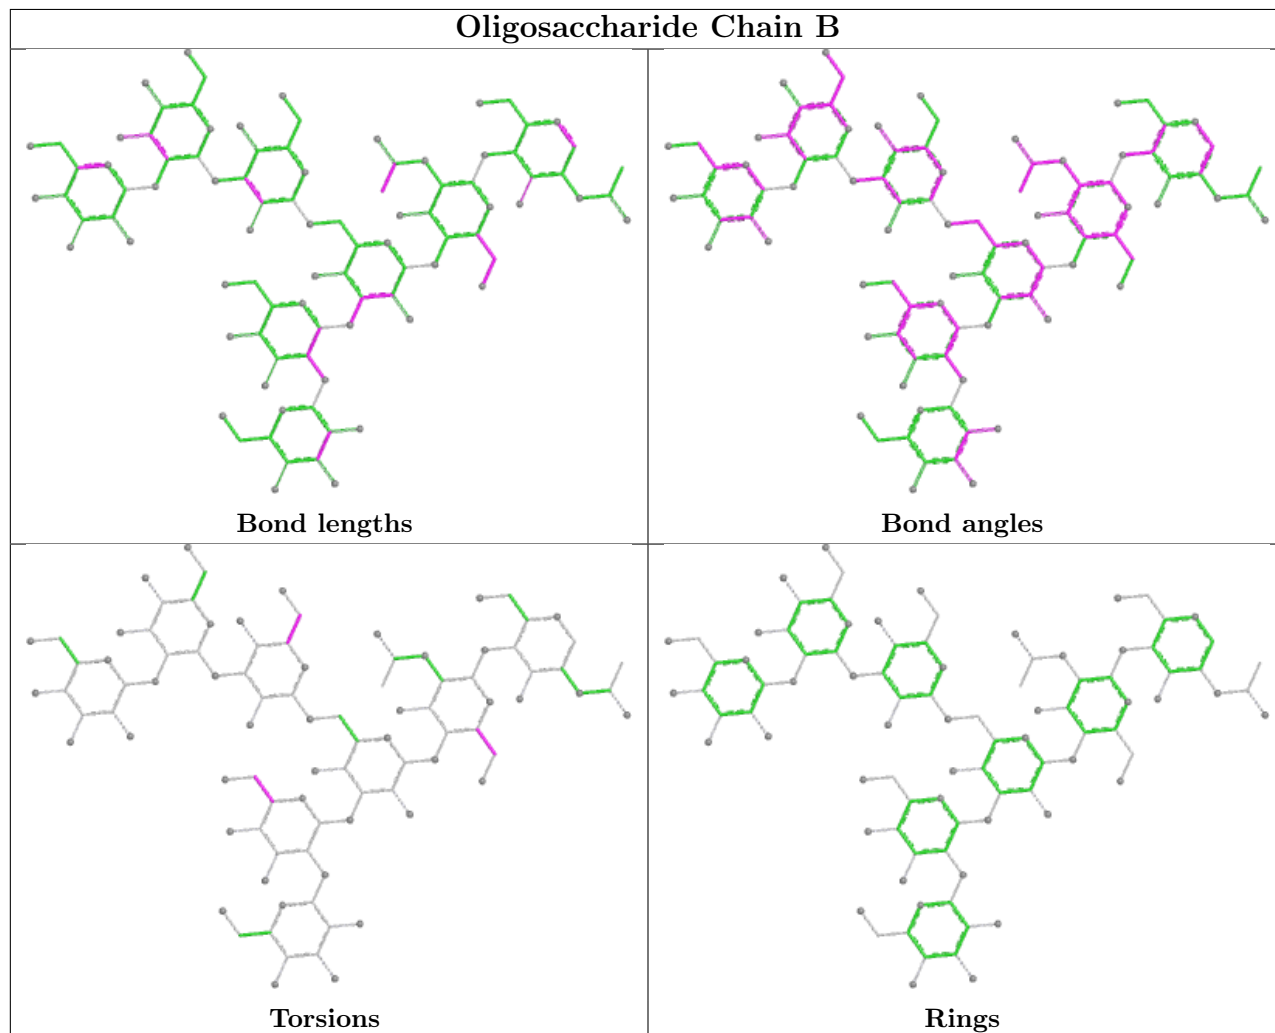 Oligosaccharide Chain B
Bond lengths
Bond angles
Torsions
Rings